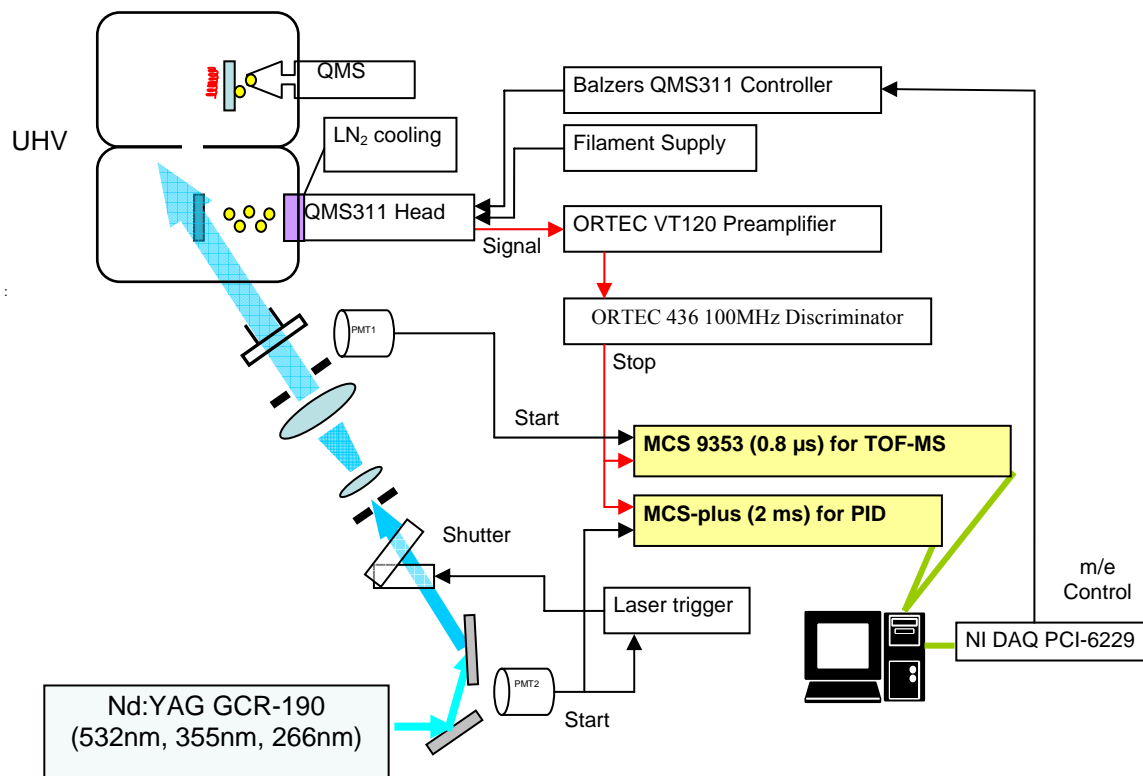 UHV
QMS
LN₂ cooling
QMS311 Head
Balzers QMS311 Controller
Filament Supply
Signal
ORTEC VT120 Preamplifier
ORTEC 436 100MHz Discriminator
:
PMT1
Stop
Start
MCS 9353 (0.8 µs) for TOF-MS
MCS-plus (2 ms) for PID
Shutter
Laser trigger
m/e
Control
NI DAQ PCI-6229
PMT2
Start
Nd:YAG GCR-190
(532nm, 355nm, 266nm)